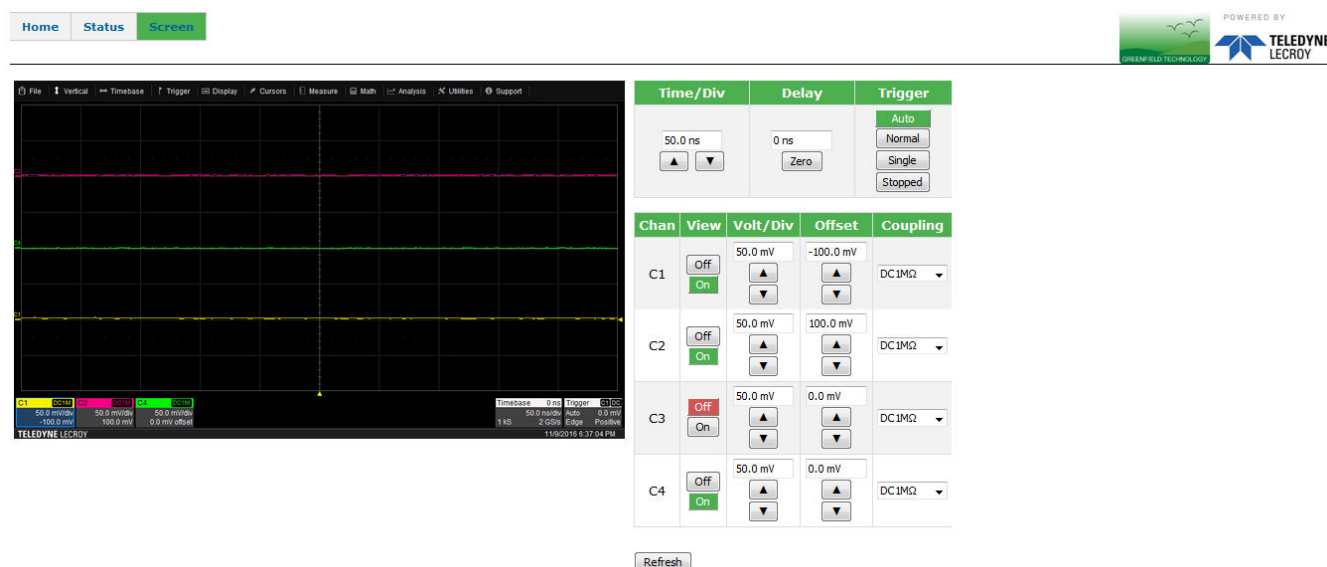 Home Status Screen
POWERED BY
GREENFIELD TECHNOLOGY
TELEDYNE
LECROY
File Vertical Timebase Trigger Display Cursors Measure Math Analysis Utilities Support
C2
C4
C1
C1 DC1M C2 DC1M C4 DC1M
50.0 mV/div 50.0 mV/div 50.0 mV/div
-100.0 mV 100.0 mV 0.0 mV offset
Timebase 0 ns Trigger C1 DC
50.0 ns/div Auto 0.0 mV
1 kS 2 GS/s Edge Positive
TELEDYNE LECROY 11/9/2016 6:37:04 PM
Time/Div Delay Trigger
50.0 ns 0 ns Auto
Zero Normal
Single
Stopped
Chan View Volt/Div Offset Coupling
C1 Off On 50.0 mV -100.0 mV DC1MΩ
C2 Off On 50.0 mV 100.0 mV DC1MΩ
C3 Off On 50.0 mV 0.0 mV DC1MΩ
C4 Off On 50.0 mV 0.0 mV DC1MΩ
Refresh